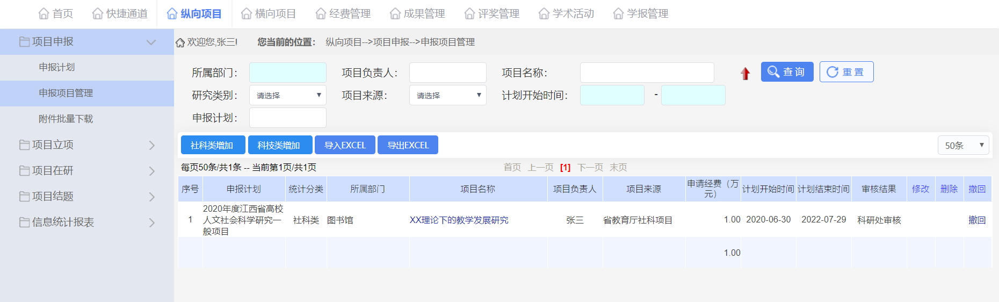 首页 快捷通道 纵向项目 横向项目 经费管理 成果管理 评奖管理 学术活动 学报管理
项目申报
申报计划
申报项目管理
附件批量下载
项目立项
项目在研
项目结题
信息统计报表
欢迎您,张三! 您当前的位置： 纵向项目-->项目申报-->申报项目管理
所属部门： 项目负责人： 项目名称： 查 询 重 置
研究类别： 请选择 项目来源： 请选择 计划开始时间： -
申报计划：
社科类增加 科技类增加 导入EXCEL 导出EXCEL 50条
每页50条/共1条 -- 当前第1页/共1页 首页 上一页 [1] 下一页 末页
序号 申报计划 统计分类 所属部门 项目名称 项目负责人 项目来源 申请经费（万元） 计划开始时间 计划结束时间 审核结果 修改 删除 撤回
1 2020年度江西省高校人文社会科学研究一般项目 社科类 图书馆 XX理论下的教学发展研究 张三 省教育厅社科项目 1.00 2020-06-30 2022-07-29 科研处审核 撤回
1.00